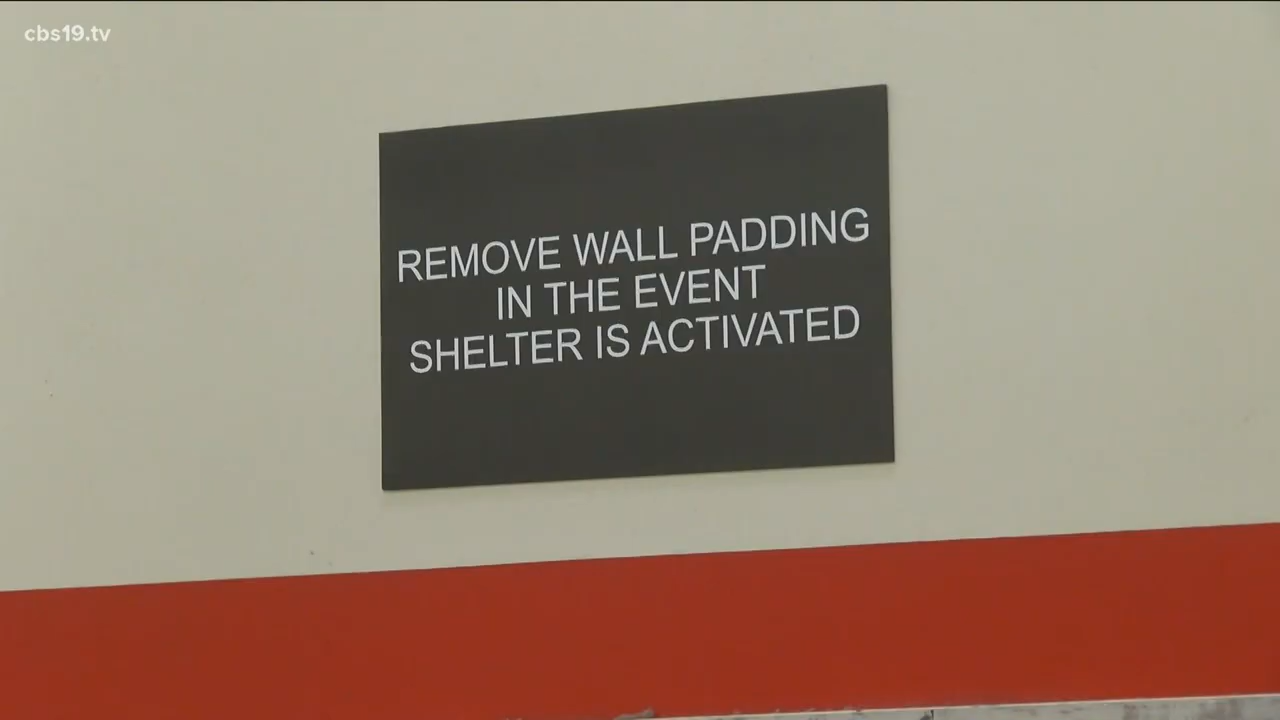 cbs19.tv
REMOVE WALL PADDING
IN THE EVENT
SHELTER IS ACTIVATED